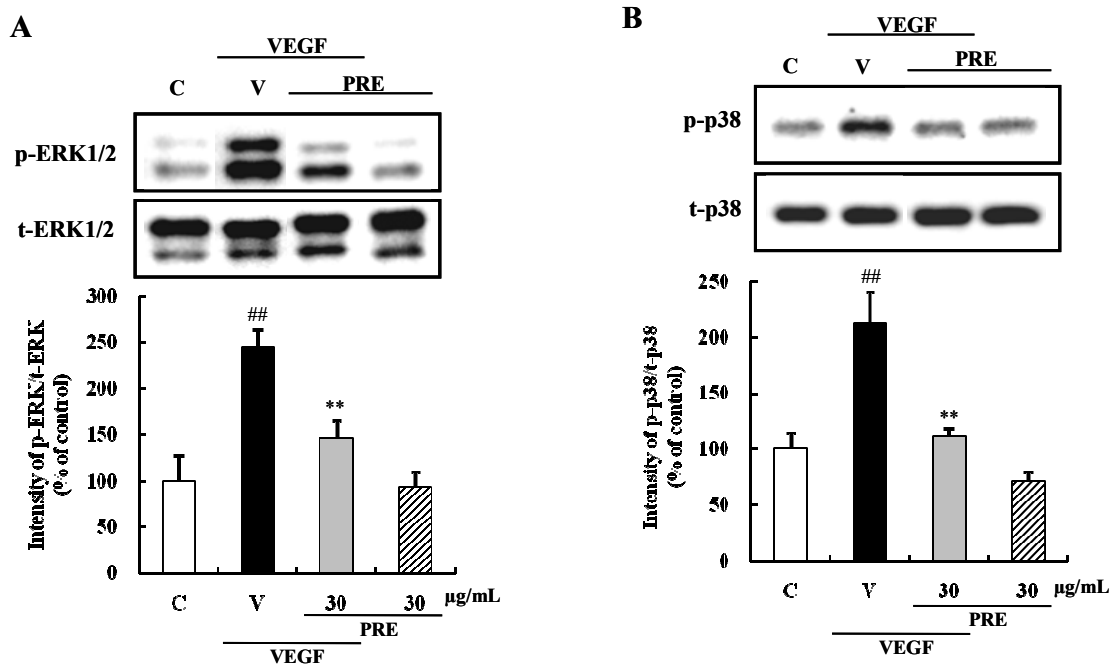 A
VEGF
C V PRE
p-ERK1/2
t-ERK1/2
Intensity of p-ERK/t-ERK
(% of control)
300
250
200
150
100
50
0
##
**
C V 30 30 µg/mL
PRE
VEGF
B
VEGF
C V PRE
p-p38
t-p38
Intensity of p-p38/t-p38
(% of control)
250
200
150
100
50
0
##
**
C V 30 30 µg/mL
PRE
VEGF